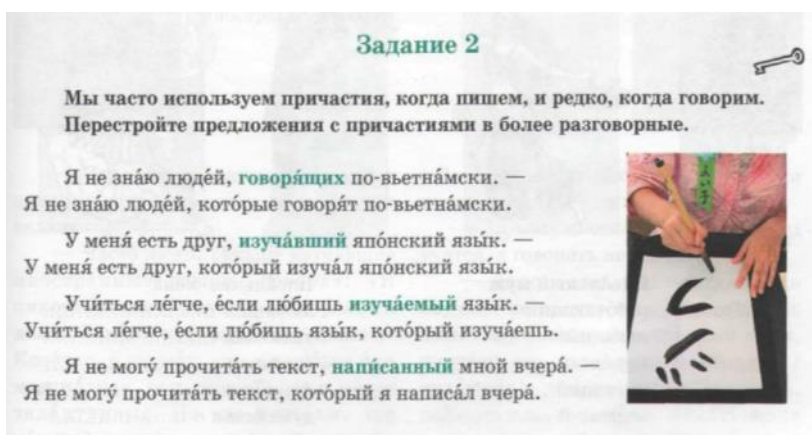 Задание 2
Мы часто используем причастия, когда пишем, и редко, когда говорим.
Перестройте предложения с причастиями в более разговорные.
Я не зна́ю люде́й, говоря́щих по-вьетна́мски. —
Я не зна́ю люде́й, кото́рые говоря́т по-вьетна́мски.
У меня́ есть друг, изуча́вший япо́нский язы́к. —
У меня́ есть друг, кото́рый изуча́л япо́нский язы́к.
Учи́ться ле́гче, е́сли лю́бишь изуча́емый язы́к. —
Учи́ться ле́гче, е́сли лю́бишь язы́к, кото́рый изуча́ешь.
Я не могу́ прочита́ть текст, напи́санный мной вчера́. —
Я не могу́ прочита́ть текст, кото́рый я написа́л вчера́.